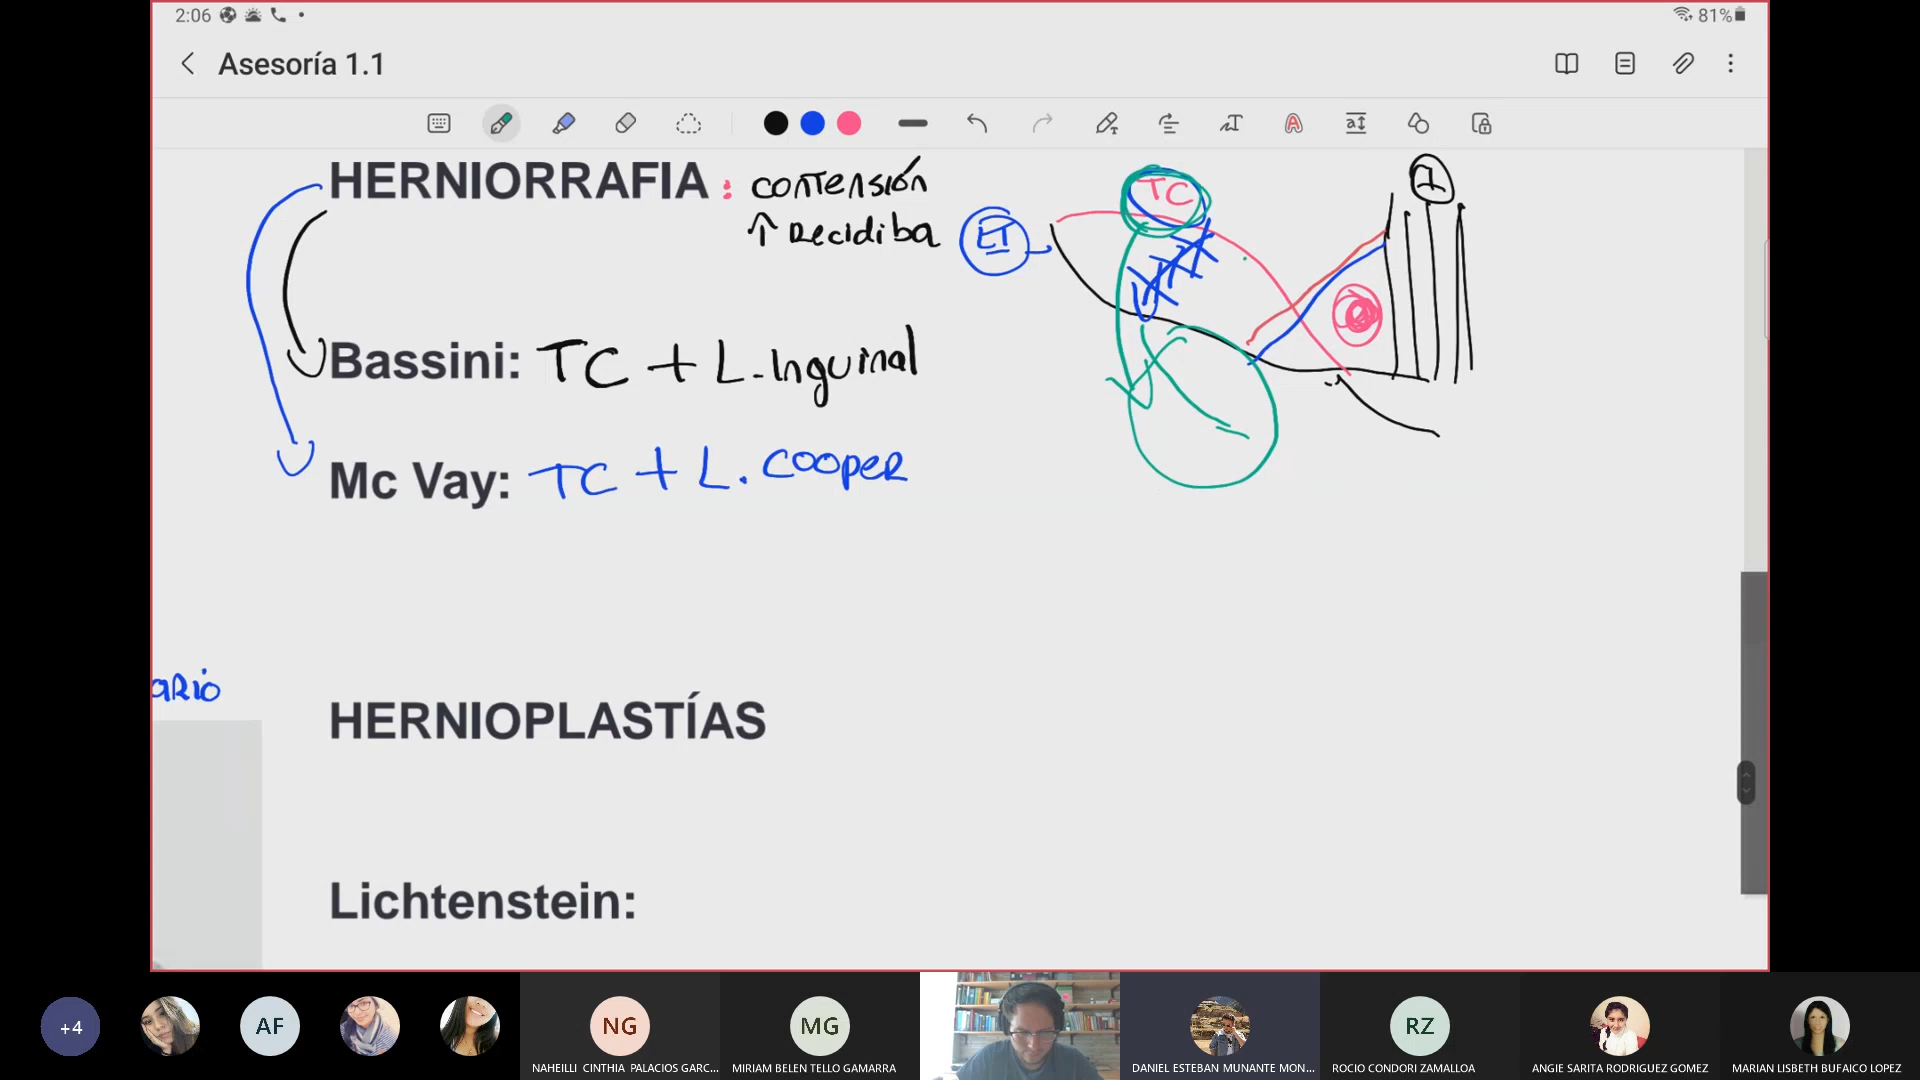 2:06
81%
Asesoría 1.1
HERNIORRAFIA : contensión
↑ Recidiba
TC
EI
I
Bassini: TC + L. Inguinal
Mc Vay: TC + L. Cooper
ario
HERNIOPLASTÍAS
Lichtenstein:
+4
AF
NG
MG
RZ
NAHEILLI CINTHIA PALACIOS GARC...
MIRIAM BELEN TELLO GAMARRA
DANIEL ESTEBAN MUNANTE MON...
ROCIO CONDORI ZAMALLOA
ANGIE SARITA RODRIGUEZ GOMEZ
MARIAN LISBETH BUFAICO LOPEZ